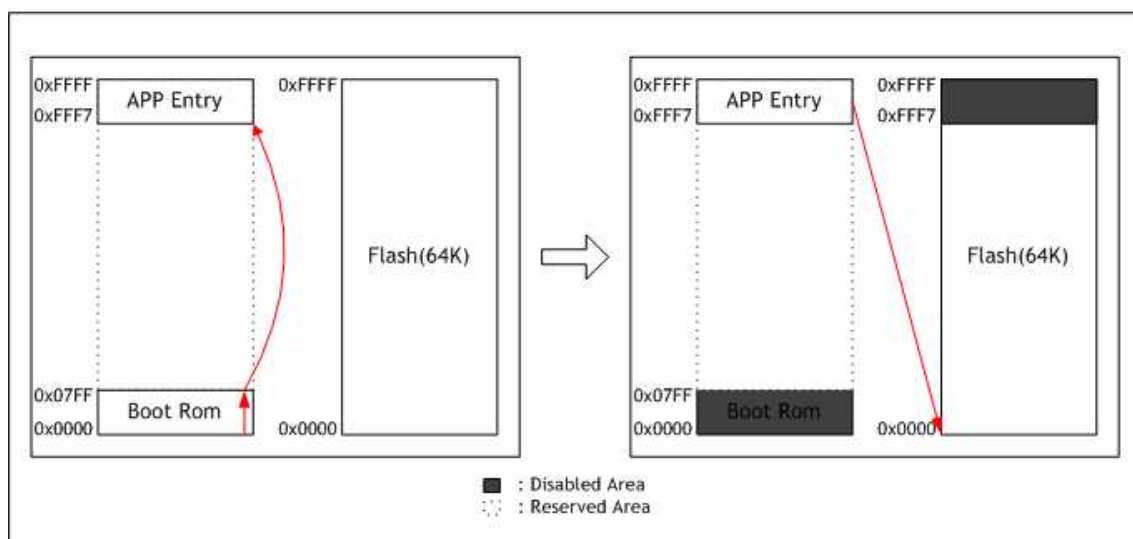 0xFFFF
APP Entry
0xFFF7
0x07FF
Boot Rom
0x0000
0xFFFF
Flash(64K)
0x0000
0xFFFF
APP Entry
0xFFF7
0x07FF
Boot Rom
0x0000
0xFFFF
0xFFF7
Flash(64K)
0x0000
: Disabled Area
: Reserved Area